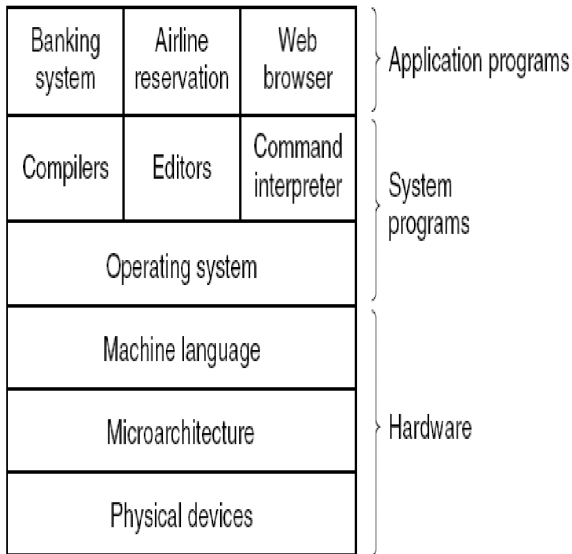 Banking
system
Airline
reservation
Web
browser
Application programs
Compilers
Editors
Command
interpreter
System
programs
Operating system
Machine language
Microarchitecture
Hardware
Physical devices